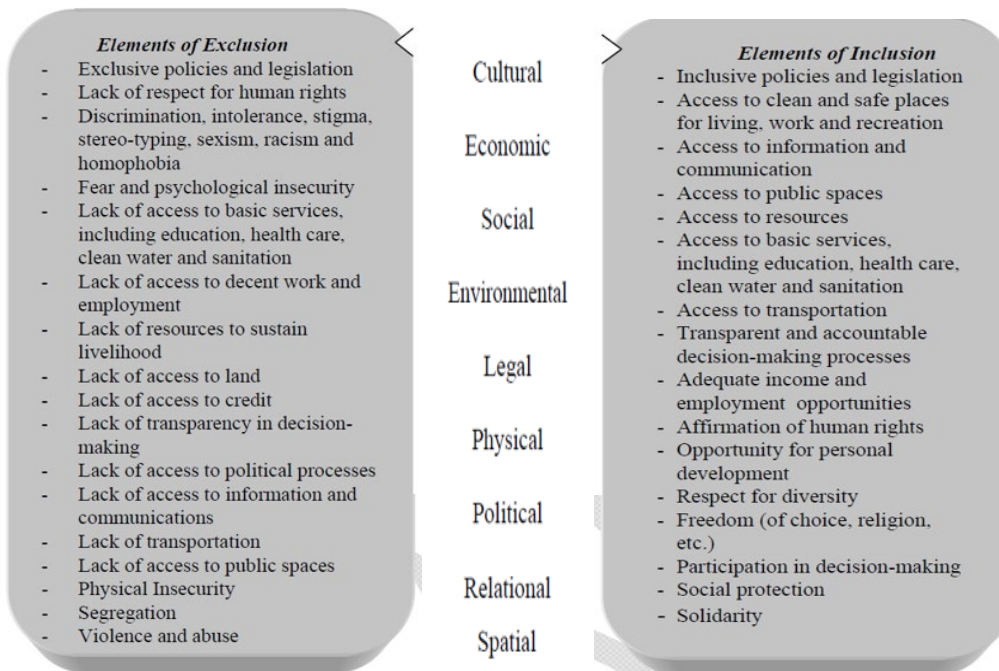 Elements of Exclusion
- Exclusive policies and legislation
- Lack of respect for human rights
- Discrimination, intolerance, stigma,
stereo-typing, sexism, racism and
homophobia
- Fear and psychological insecurity
- Lack of access to basic services,
including education, health care,
clean water and sanitation
- Lack of access to decent work and
employment
- Lack of resources to sustain
livelihood
- Lack of access to land
- Lack of access to credit
- Lack of transparency in decision-
making
- Lack of access to political processes
- Lack of access to information and
communications
- Lack of transportation
- Lack of access to public spaces
- Physical Insecurity
- Segregation
- Violence and abuse
Cultural
Economic
Social
Environmental
Legal
Physical
Political
Relational
Spatial
Elements of Inclusion
- Inclusive policies and legislation
- Access to clean and safe places
for living, work and recreation
- Access to information and
communication
- Access to public spaces
- Access to resources
- Access to basic services,
including education, health care,
clean water and sanitation
- Access to transportation
- Transparent and accountable
decision-making processes
- Adequate income and
employment opportunities
- Affirmation of human rights
- Opportunity for personal
development
- Respect for diversity
- Freedom (of choice, religion,
etc.)
- Participation in decision-making
- Social protection
- Solidarity